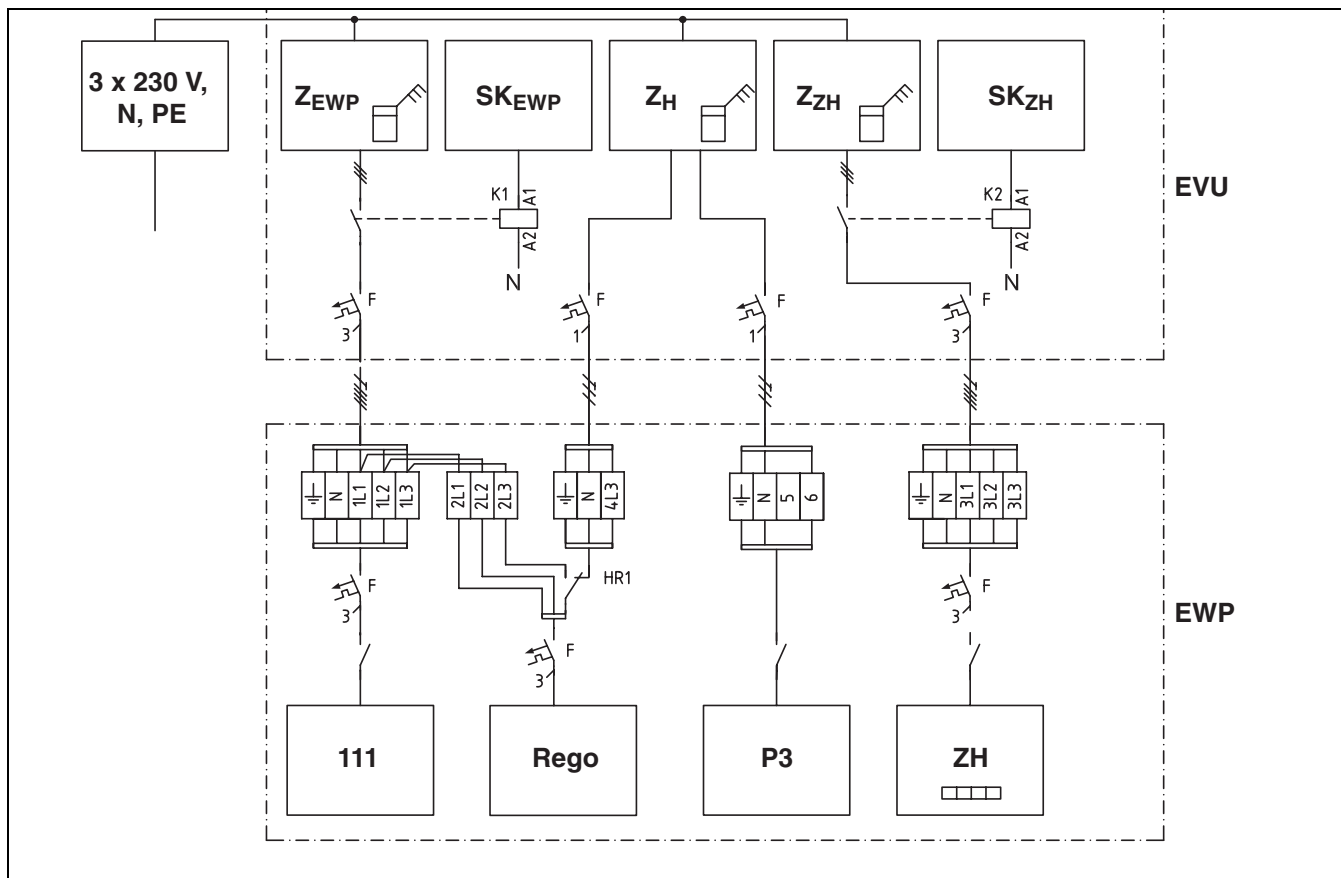 3 x 230 V,
N, PE
ZEWP
SKEWP
ZH
ZZH
SKZH
EVU
K1
A1
A2
N
K2
A1
A2
N
F
3
F
1
F
1
F
3
N
1L1
1L2
1L3
2L1
2L2
2L3
N
4L3
N
5
6
N
3L1
3L2
3L3
HR1
F
3
F
3
F
3
EWP
111
Rego
P3
ZH